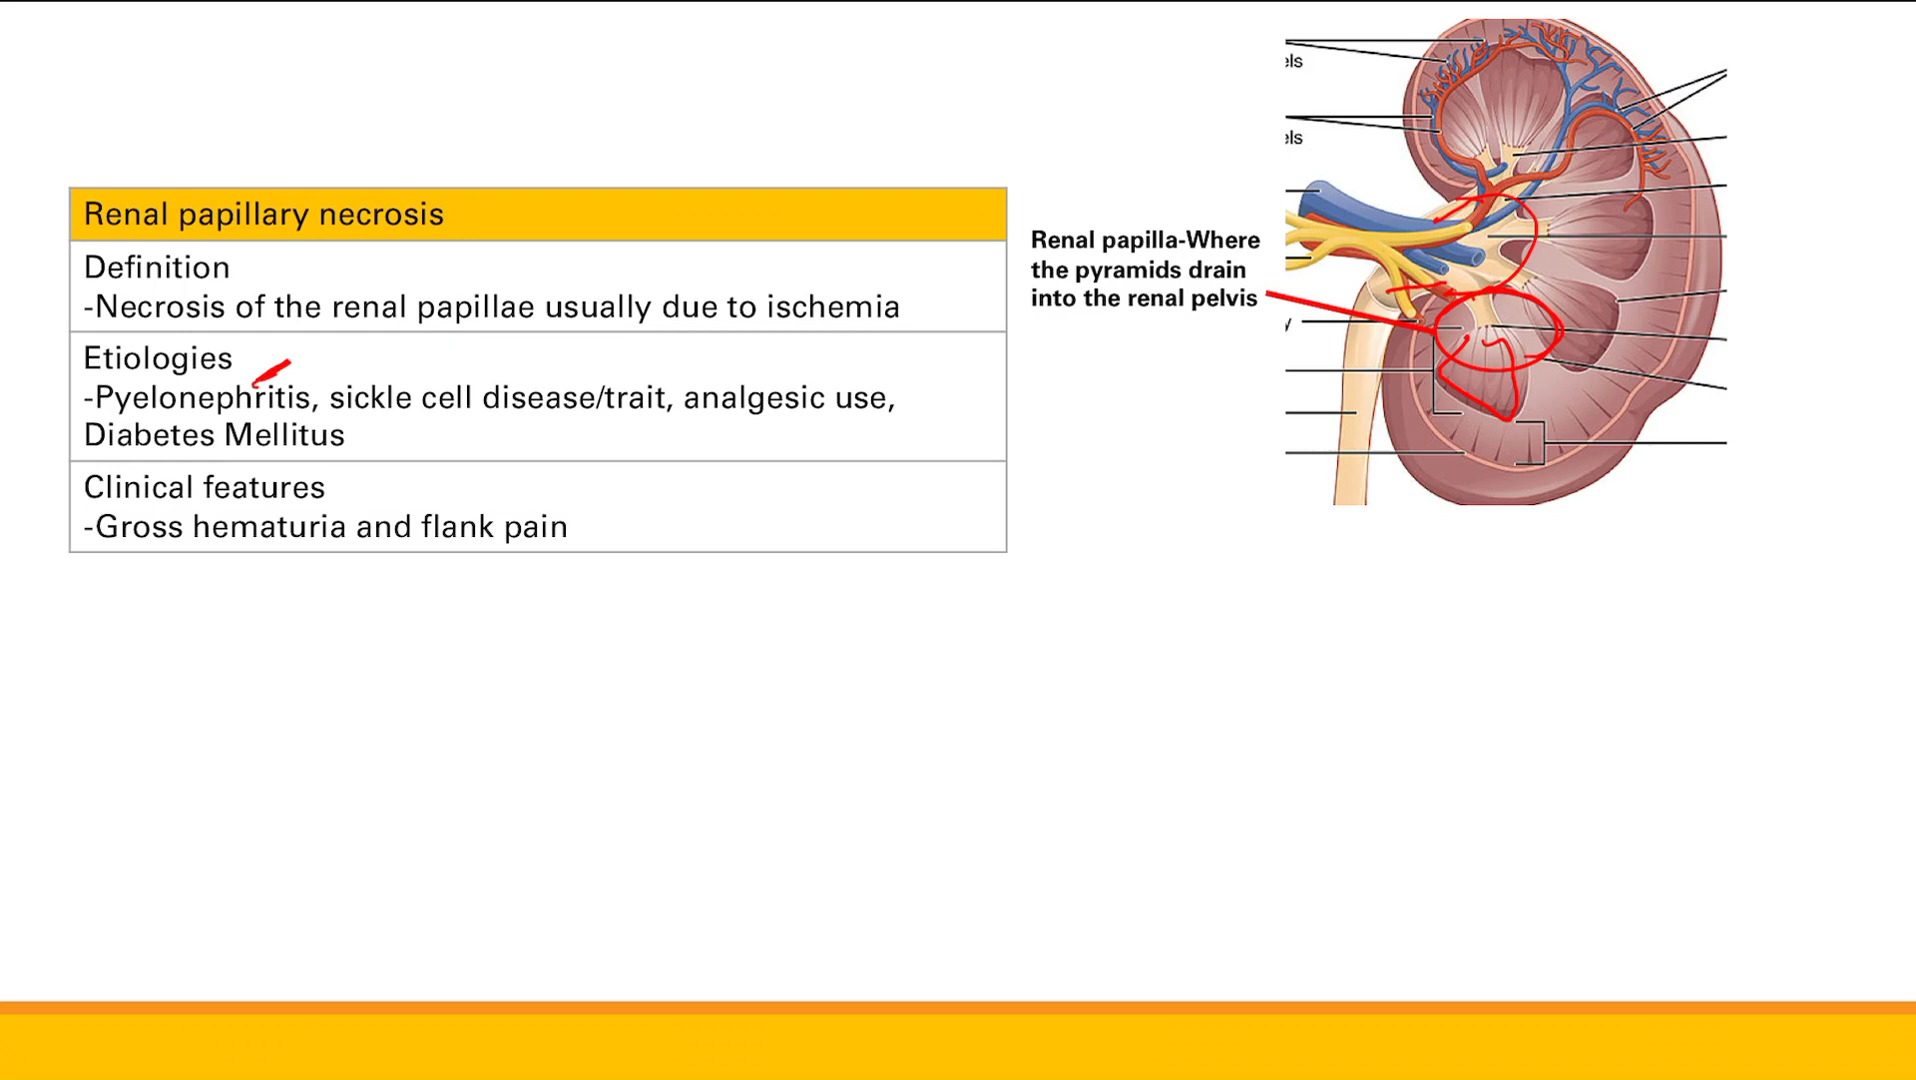 Renal papillary necrosis
Definition
-Necrosis of the renal papillae usually due to ischemia
Etiologies
-Pyelonephritis, sickle cell disease/trait, analgesic use,
Diabetes Mellitus
Clinical features
-Gross hematuria and flank pain
Renal papilla-Where
the pyramids drain
into the renal pelvis
els
els
y